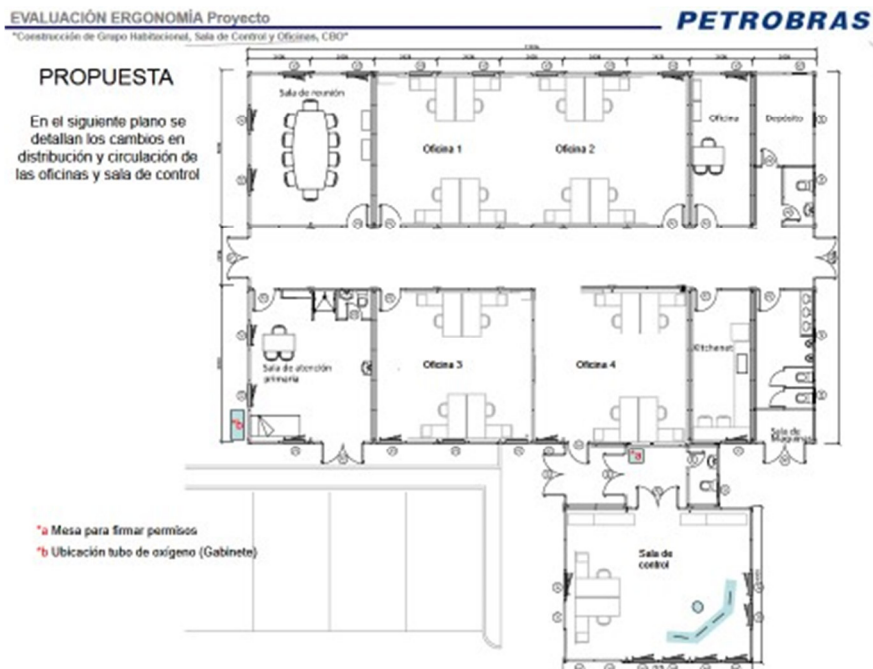 EVALUACIÓN ERGONOMÍA Proyecto
"Construcción de Grupo Habitacional, Sala de Control y Oficinas, CBO"
PETROBRAS
PROPUESTA
En el siguiente plano se
detallan los cambios en
distribución y circulación de
las oficinas y sala de control
Sala de reunión
Oficina 1
Oficina 2
Oficina
Depósito
Sala de atención
primaria
Oficina 3
Oficina 4
Kitchenet
Sala de
Maquinas
*b
*a
Sala de
control
*a Mesa para firmar permisos
*b Ubicación tubo de oxígeno (Gabinete)